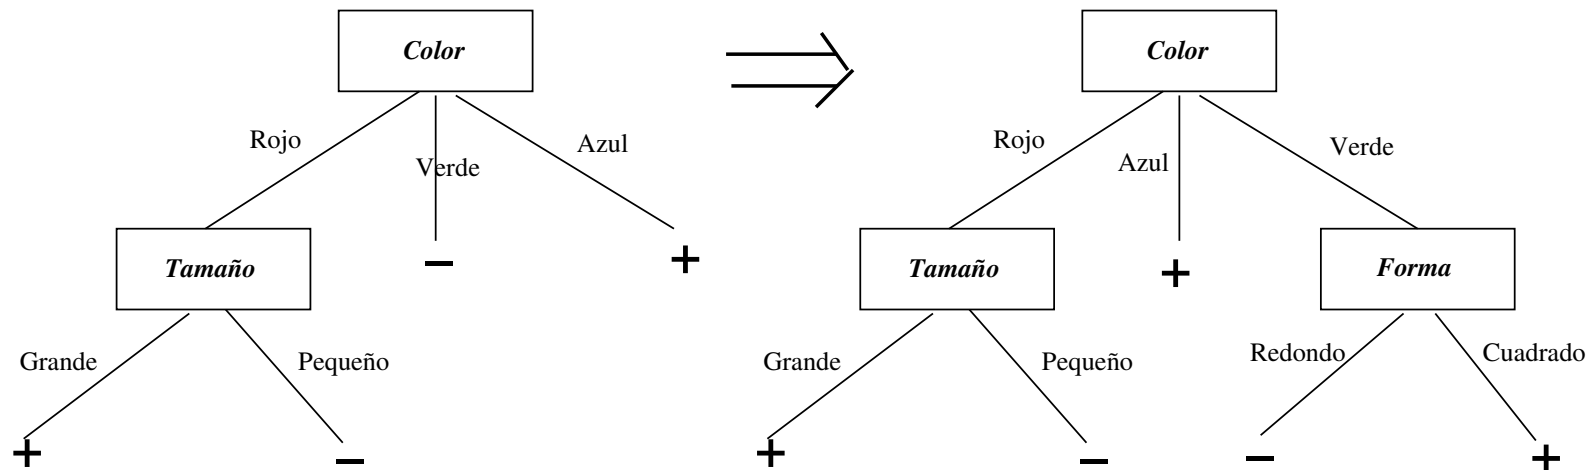 Color
Rojo
Verde
Azul
Tamaño
−
+
Grande
Pequeño
+
−
Color
Rojo
Azul
Verde
Tamaño
+
Forma
Grande
Pequeño
Redondo
Cuadrado
+
−
−
+